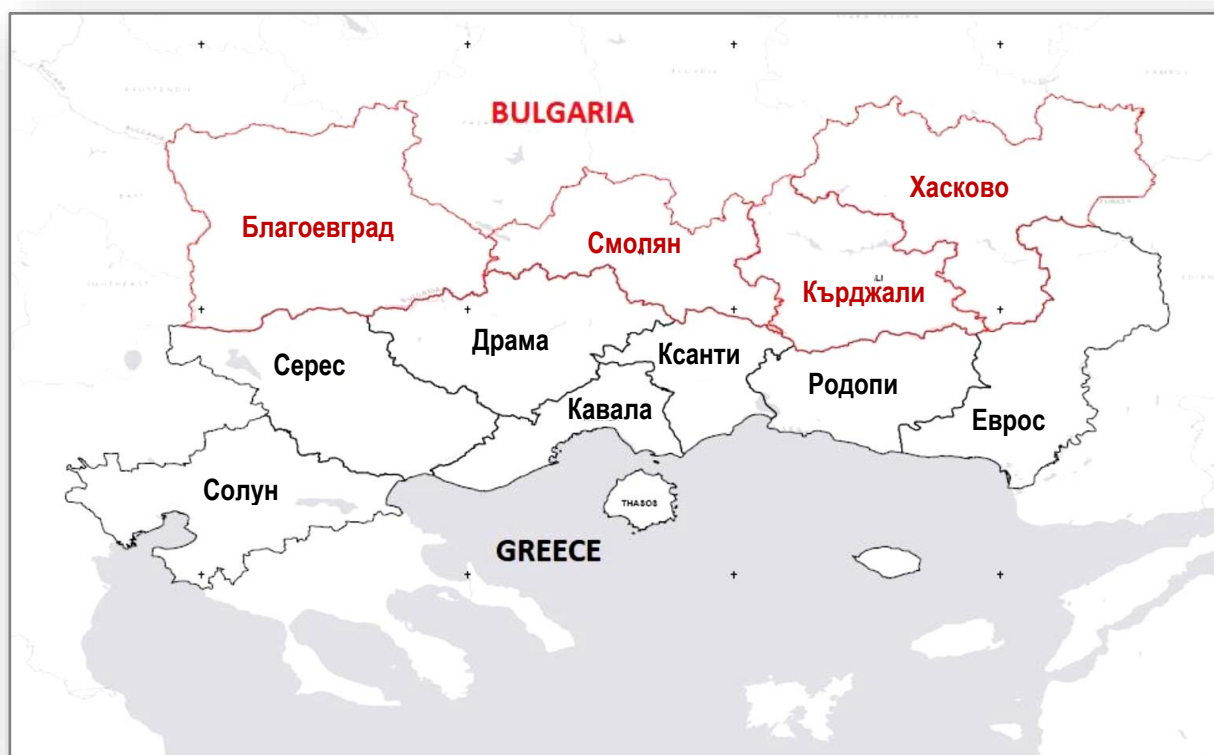 BULGARIA
Хасково
Благоевград
Смолян
Кърджали
Драма
Ксанти
Серес
Родопи
Кавала
Еврос
Солун
THASOS
GREECE